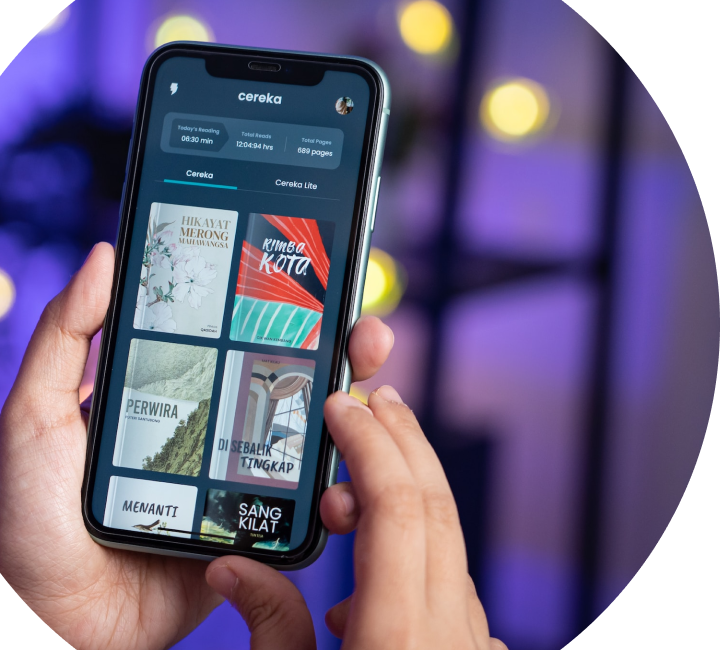 cereka
Today's Reading
06:30 min
Total Reads
12:04:94 hrs
Total Pages
689 pages
Cereka
Cereka Lite
HIKAYAT
MERONG
MAHAWANGSA
RIMBA
KOTA
PERWIRA
DI SEBALIK
TINGKAP
MENANTI
SANG
KILAT